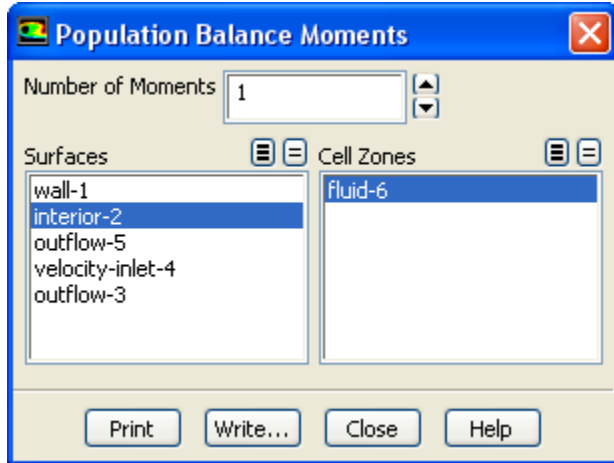 Population Balance Moments
Number of Moments 1
Surfaces
wall-1
interior-2
outflow-5
velocity-inlet-4
outflow-3
Cell Zones
fluid-6
Print Write... Close Help